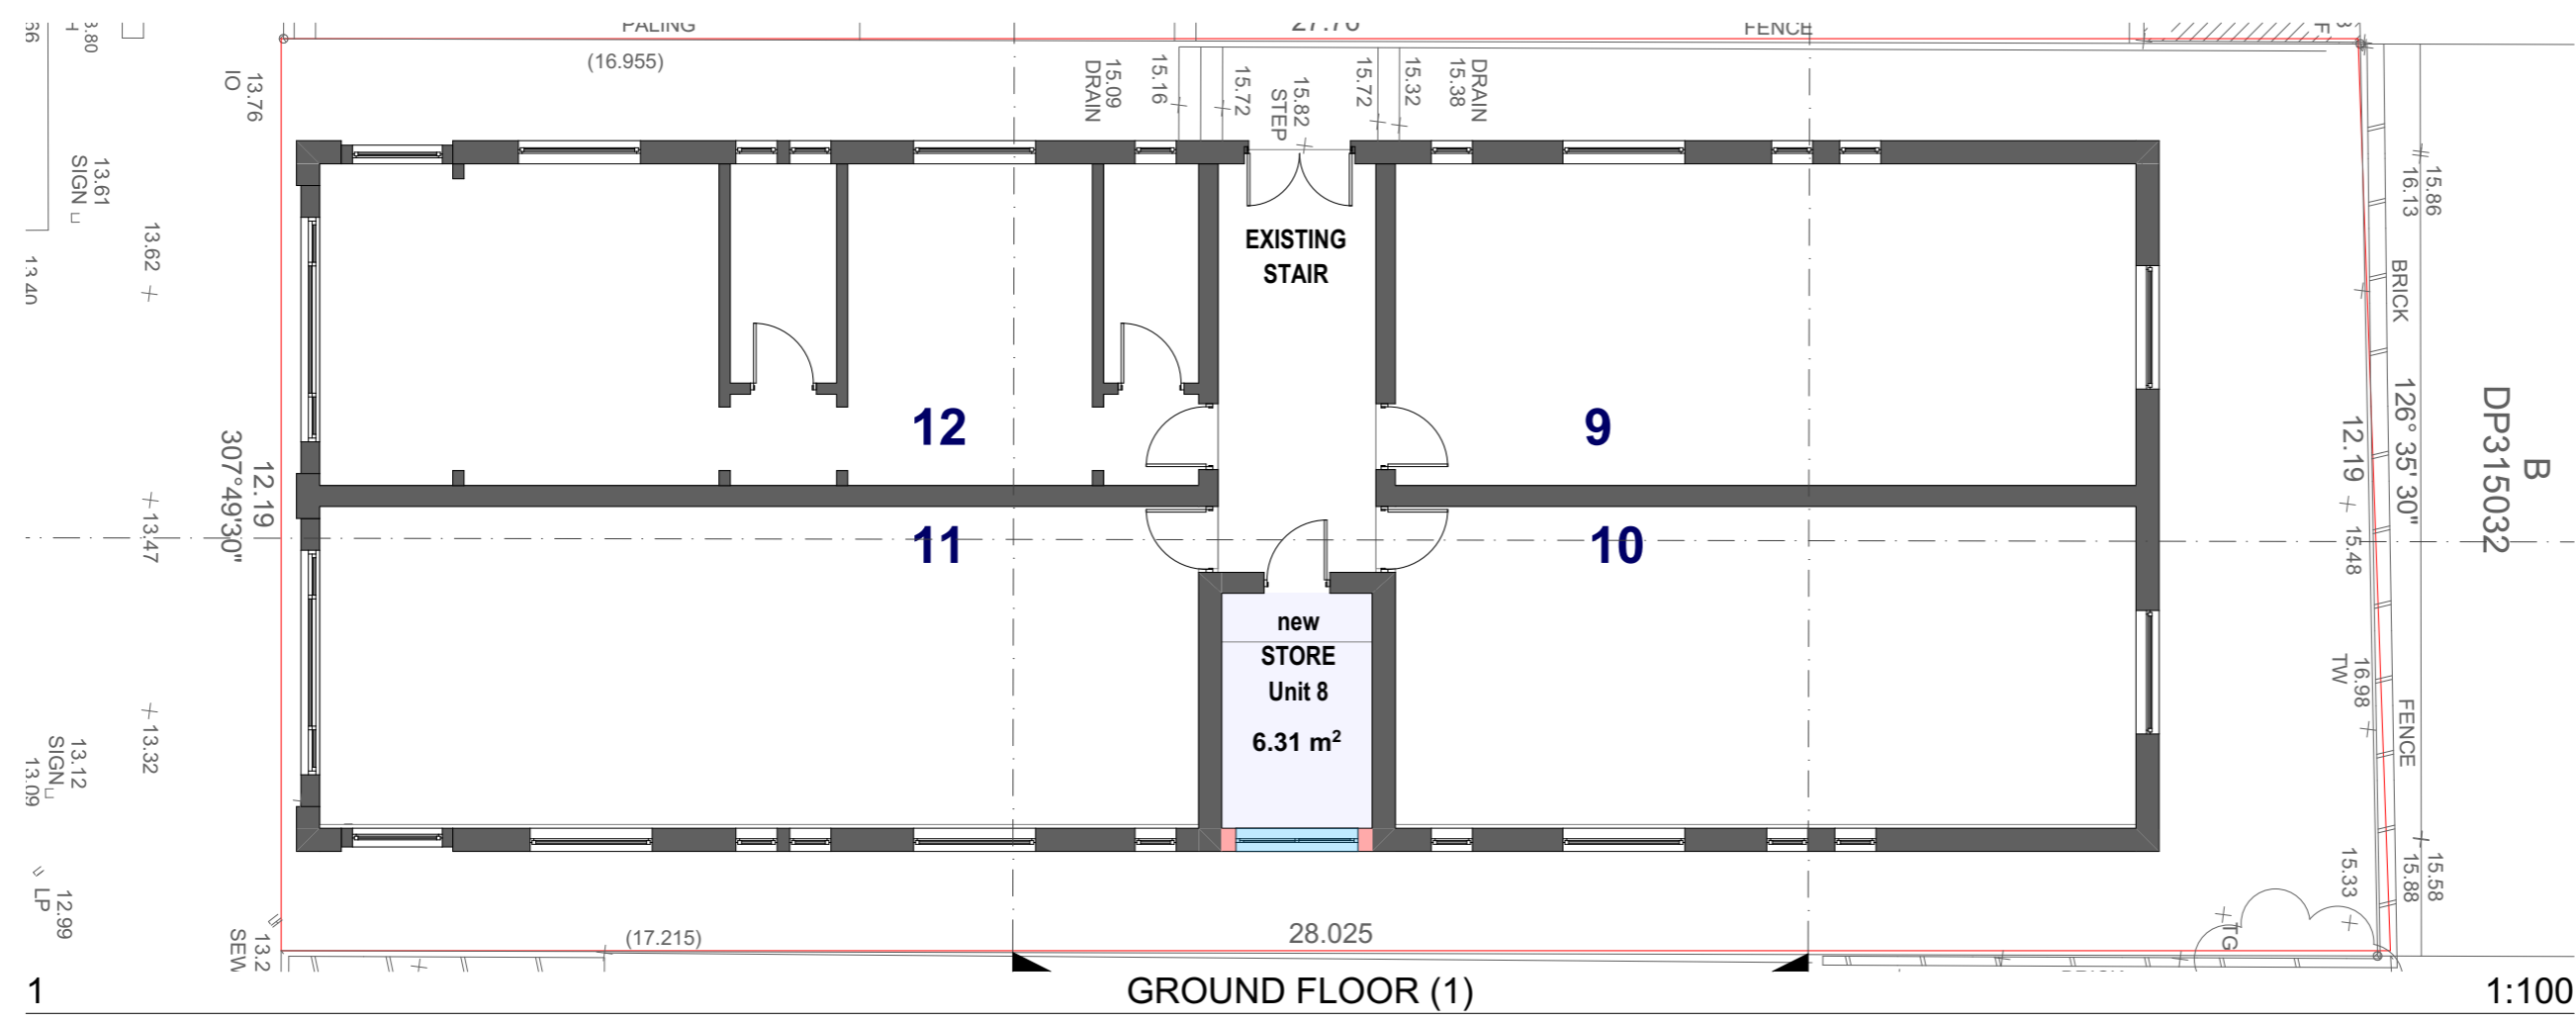 PALING
27.70
FENCE
(16.955)
13.76
IO
15.09
DRAIN
15.16
15.72
15.82
STEP
15.72
15.32
DRAIN
15.38
13.61
SIGN
13.62
13.40
15.86
16.13
BRICK
126° 35' 30"
12.19
B
DP315032
EXISTING
STAIR
12
9
12.19
307°49'30"
13.47
11
10
15.48
new
STORE
Unit 8
6.31 m²
16.98
TW
FENCE
13.32
13.12
SIGN
13.09
15.33
15.58
15.88
12.99
LP
TG
13.2
SEW
(17.215)
28.025
1
GROUND FLOOR (1)
1:100